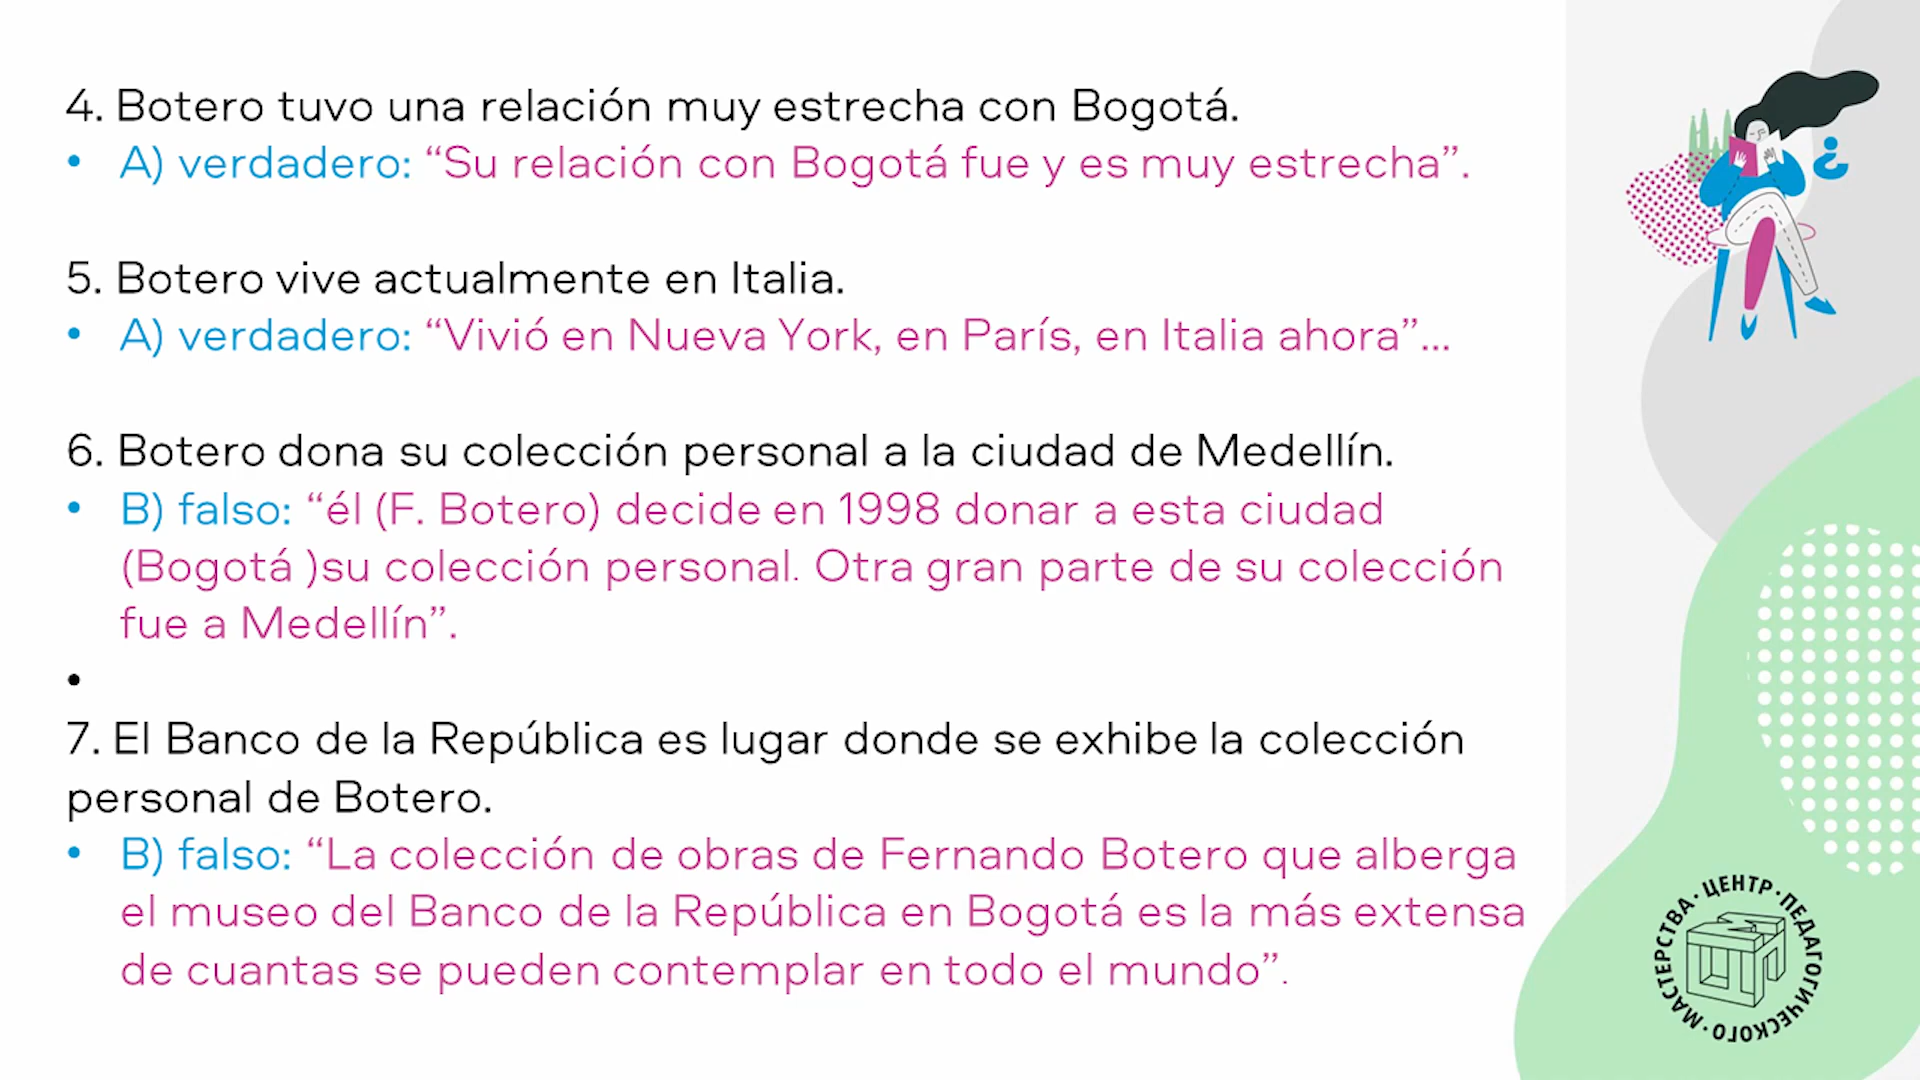 4. Botero tuvo una relación muy estrecha con Bogotá.
• A) verdadero: “Su relación con Bogotá fue y es muy estrecha”.
5. Botero vive actualmente en Italia.
• A) verdadero: “Vivió en Nueva York, en París, en Italia ahora”...
6. Botero dona su colección personal a la ciudad de Medellín.
• B) falso: “él (F. Botero) decide en 1998 donar a esta ciudad
(Bogotá )su colección personal. Otra gran parte de su colección
fue a Medellín”.
•
7. El Banco de la República es lugar donde se exhibe la colección
personal de Botero.
• B) falso: “La colección de obras de Fernando Botero que alberga
el museo del Banco de la República en Bogotá es la más extensa
de cuantas se pueden contemplar en todo el mundo”.
¿
ЦЕНТР · ПЕДАГОГИЧЕСКОГО · МАСТЕРСТВА ·